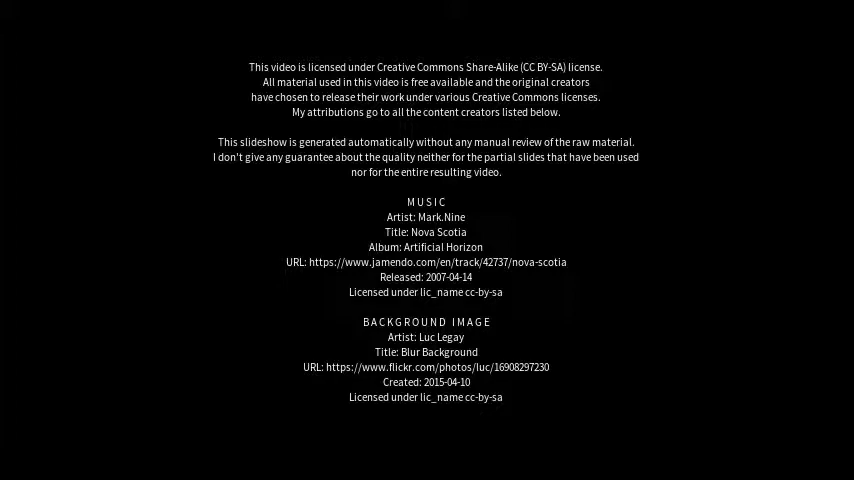 This video is licensed under Creative Commons Share-Alike (CC BY-SA) license.
All material used in this video is free available and the original creators
have chosen to release their work under various Creative Commons licenses.
My attributions go to all the content creators listed below.
This slideshow is generated automatically without any manual review of the raw material.
I don't give any guarantee about the quality neither for the partial slides that have been used
nor for the entire resulting video.
MUSIC
Artist: Mark.Nine
Title: Nova Scotia
Album: Artificial Horizon
URL: https://www.jamendo.com/en/track/42737/nova-scotia
Released: 2007-04-14
Licensed under lic_name cc-by-sa
BACKGROUND IMAGE
Artist: Luc Legay
Title: Blur Background
URL: https://www.flickr.com/photos/luc/16908297230
Created: 2015-04-10
Licensed under lic_name cc-by-sa